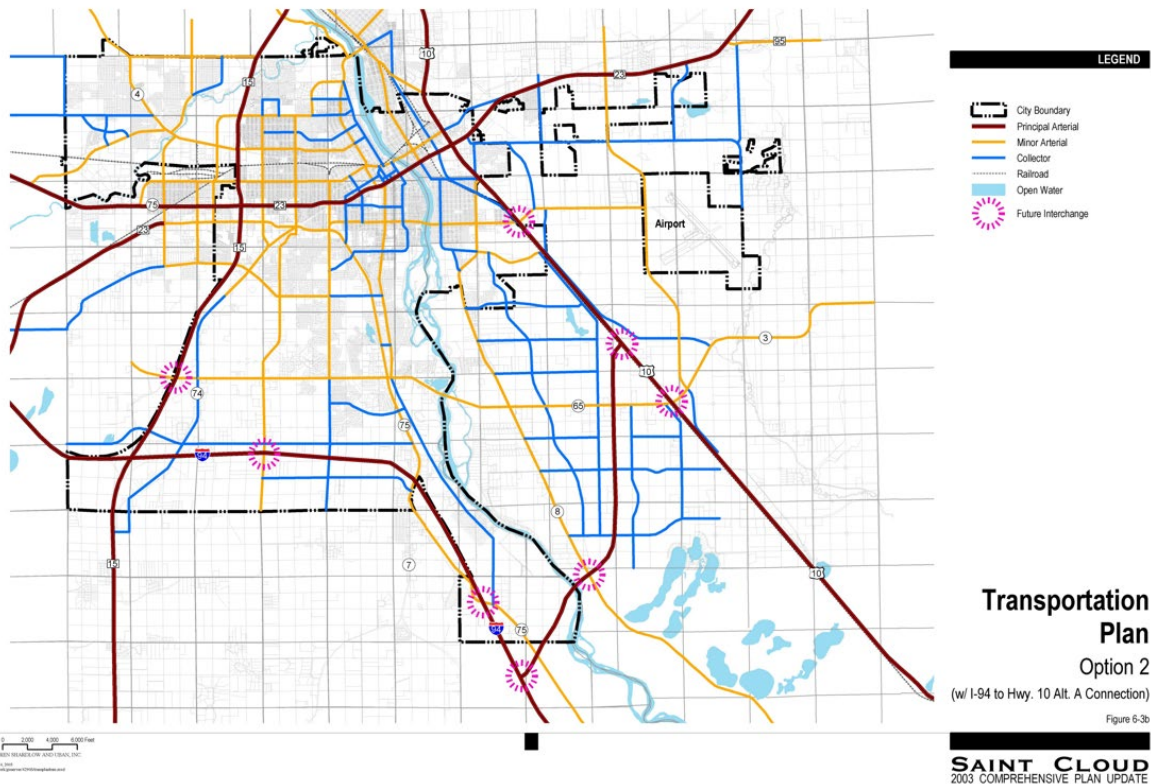 95
10
23
15
4
LEGEND
City Boundary
Principal Arterial
Minor Arterial
Collector
Railroad
Open Water
Future Interchange
75
23
23
Airport
15
3
10
74
65
75
94
8
7
15
10
94
75
Transportation
Plan
Option 2
(w/ I-94 to Hwy. 10 Alt. A Connection)
Figure 6-3b
0 2,000 4,000 6,000 Feet
SAINT CLOUD
2003 COMPREHENSIVE PLAN UPDATE